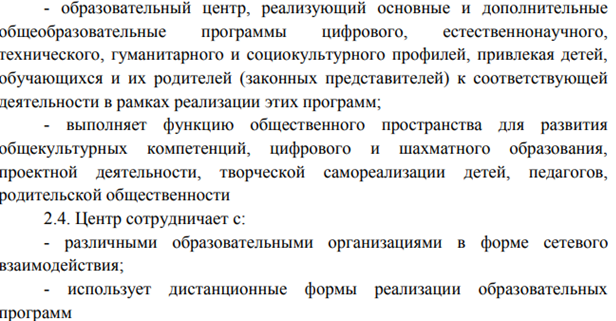 - образовательный центр, реализующий основные и дополнительные
общеобразовательные программы цифрового, естественнонаучного,
технического, гуманитарного и социокультурного профилей, привлекая детей,
обучающихся и их родителей (законных представителей) к соответствующей
деятельности в рамках реализации этих программ;
- выполняет функцию общественного пространства для развития
общекультурных компетенций, цифрового и шахматного образования,
проектной деятельности, творческой самореализации детей, педагогов,
родительской общественности
2.4. Центр сотрудничает с:
- различными образовательными организациями в форме сетевого
взаимодействия;
- использует дистанционные формы реализации образовательных
программ